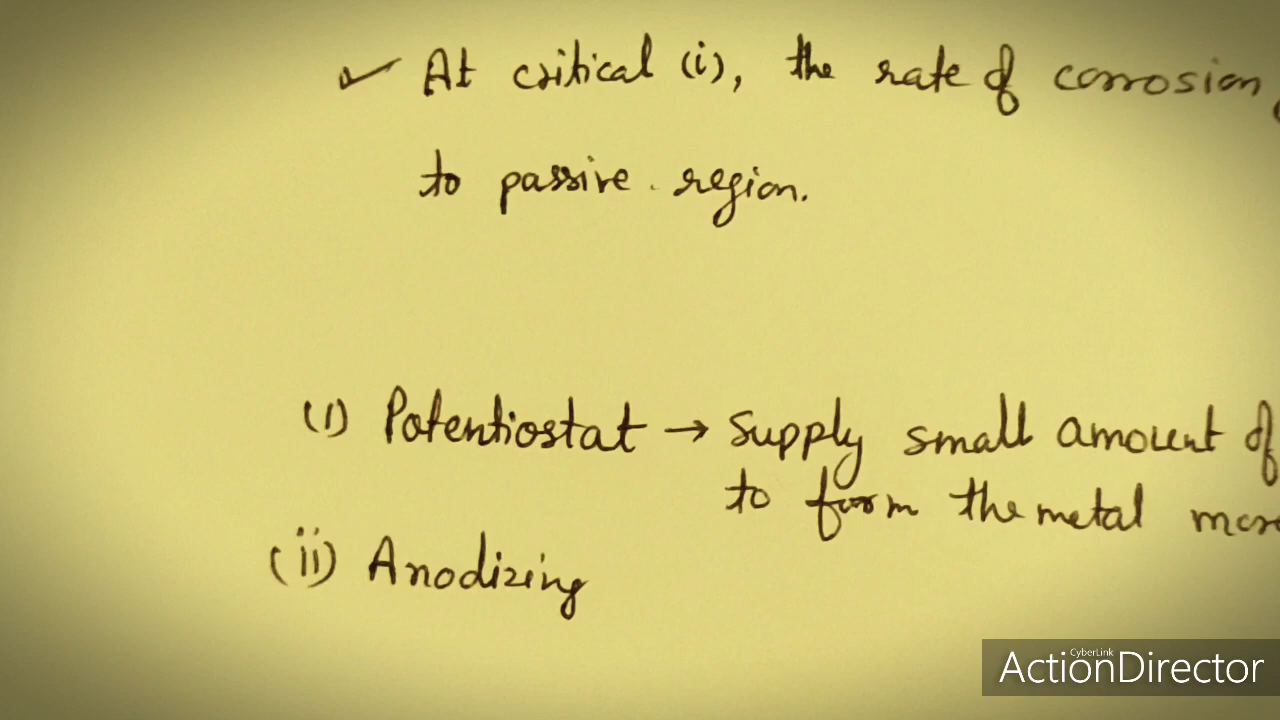 ✓ At critical (i), the rate of corrosion
to passive region.
(i) Potentiostat → supply small amount of
to form the metal more
(ii) Anodizing
CyberLink
ActionDirector